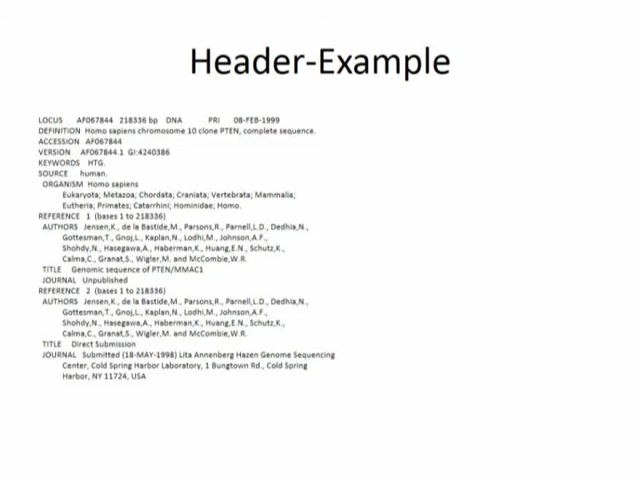 Header-Example
LOCUS AF067844 218336 bp DNA PRI 08-FEB-1999
DEFINITION Homo sapiens chromosome 10 clone PTEN, complete sequence.
ACCESSION AF067844
VERSION AF067844.1 GI:4240386
KEYWORDS HTG.
SOURCE human.
ORGANISM Homo sapiens
Eukaryota; Metazoa; Chordata; Craniata; Vertebrata; Mammalia;
Eutheria; Primates; Catarrhini; Hominidae; Homo.
REFERENCE 1 (bases 1 to 218336)
AUTHORS Jensen,K., de la Bastide,M., Parsons,R., Parnell,L.D., Dedhia,N.,
Gottesman,T., Gnoj,L., Kaplan,N., Lodhi,M., Johnson,A.F.,
Shohdy,N., Hasegawa,A., Haberman,K., Huang,E.N., Schutz,K.,
Calma,C., Granat,S., Wigler,M. and McCombie,W.R.
TITLE Genomic sequence of PTEN/MMAC1
JOURNAL Unpublished
REFERENCE 2 (bases 1 to 218336)
AUTHORS Jensen,K., de la Bastide,M., Parsons,R., Parnell,L.D., Dedhia,N.,
Gottesman,T., Gnoj,L., Kaplan,N., Lodhi,M., Johnson,A.F.,
Shohdy,N., Hasegawa,A., Haberman,K., Huang,E.N., Schutz,K.,
Calma,C., Granat,S., Wigler,M. and McCombie,W.R.
TITLE Direct Submission
JOURNAL Submitted (18-MAY-1998) Lita Annenberg Hazen Genome Sequencing
Center, Cold Spring Harbor Laboratory, 1 Bungtown Rd., Cold Spring
Harbor, NY 11724, USA